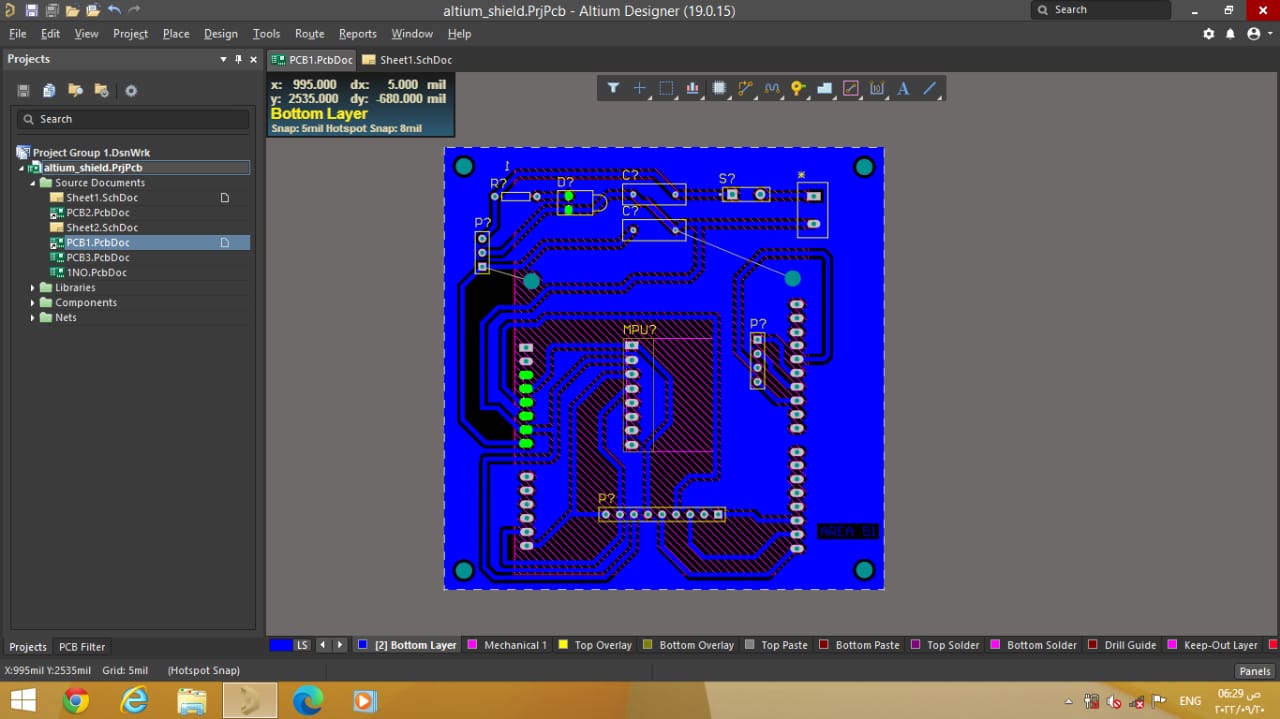 altium_shield.PrjPcb - Altium Designer (19.0.15)
Search
File Edit View Project Place Design Tools Route Reports Window Help
Projects
PCB1.PcbDoc Sheet1.SchDoc
x: 995.000 dx: 5.000 mil
y: 2535.000 dy: -680.000 mil
Bottom Layer
Snap: 5mil Hotspot Snap: 8mil
Search
Project Group 1.DsnWrk
altium_shield.PrjPcb
Source Documents
Sheet1.SchDoc
PCB2.PcbDoc
Sheet2.SchDoc
PCB1.PcbDoc
PCB3.PcbDoc
1NO.PcbDoc
Libraries
Components
Nets
1
R? D? C? S? *
C?
P?
MPU?
P?
P?
AREA 51
Projects PCB Filter
LS [2] Bottom Layer Mechanical 1 Top Overlay Bottom Overlay Top Paste Bottom Paste Top Solder Bottom Solder Drill Guide Keep-Out Layer
X:995mil Y:2535mil Grid: 5mil (Hotspot Snap)
Panels
ENG
06:29 ص
٢٠٢٢/٠٩/٢٠